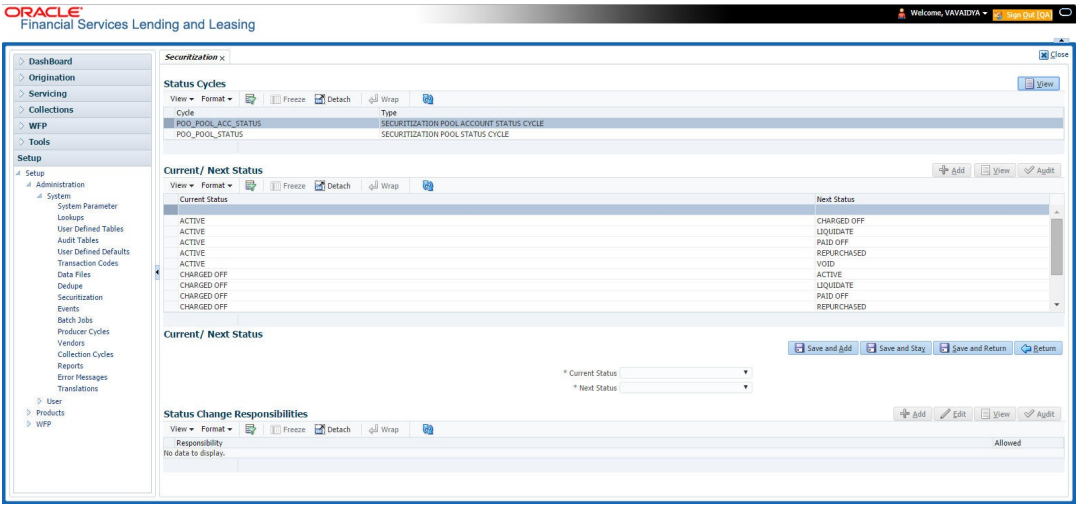 ORACLE
Financial Services Lending and Leasing
Welcome, VAVAIDYA
Sign Out [QA]
DashBoard
Origination
Servicing
Collections
WFP
Tools
Setup
Setup
Administration
System
System Parameter
Lookups
User Defined Tables
Audit Tables
User Defined Defaults
Transaction Codes
Data Files
Dedupe
Securitization
Events
Batch Jobs
Producer Cycles
Vendors
Collection Cycles
Reports
Error Messages
Translations
User
Products
WFP
Securitization x
Close
Status Cycles
View
View Format Freeze Detach Wrap
Cycle Type
POO_POOL_ACC_STATUS SECURITIZATION POOL ACCOUNT STATUS CYCLE
POO_POOL_STATUS SECURITIZATION POOL STATUS CYCLE
Current/ Next Status
Add View Audit
View Format Freeze Detach Wrap
Current Status Next Status
ACTIVE CHARGED OFF
ACTIVE LIQUIDATE
ACTIVE PAID OFF
ACTIVE REPURCHASED
ACTIVE VOID
CHARGED OFF ACTIVE
CHARGED OFF LIQUIDATE
CHARGED OFF PAID OFF
CHARGED OFF REPURCHASED
Current/ Next Status
Save and Add Save and Stay Save and Return Return
* Current Status
* Next Status
Status Change Responsibilities
Add Edit View Audit
View Format Freeze Detach Wrap
Responsibility Allowed
No data to display.